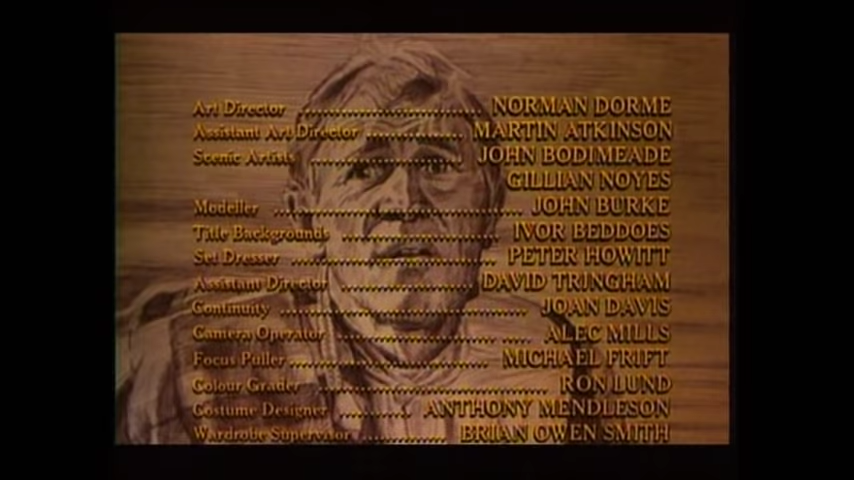 Art Director ........................ NORMAN DORME
Assistant Art Director ............. MARTIN ATKINSON
Scenic Artists ..................... JOHN BODIMEADE
GILLIAN NOYES
Modeller ................................. JOHN BURKE
Title Backgrounds ..................... IVOR BEDDOES
Set Dresser ........................... PETER HOWITT
Assistant Director .................. DAVID TRINGHAM
Continuity ............................... JOAN DAVIS
Camera Operator ....................... .... ALEC MILLS
Focus Puller .......................... MICHAEL FRIFT
Colour Grader .............................. RON LUND
Costume Designer .......... ANTHONY MENDLESON
Wardrobe Supervisor ............ BRIAN OWEN SMITH